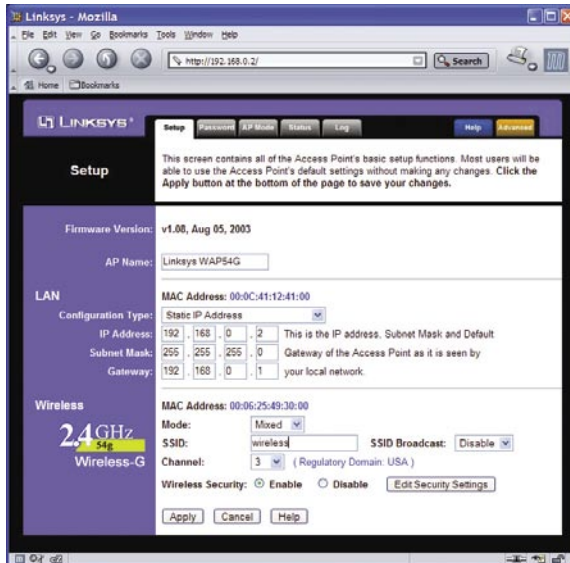 Linksys - Mozilla
File Edit View Go Bookmarks Tools Window Help
http://192.168.0.2/ Search
Home Bookmarks
LINKSYS®
Setup Password AP Mode Status Log Help Advanced
Setup
This screen contains all of the Access Point's basic setup functions. Most users will be
able to use the Access Point's default settings without making any changes. Click the
Apply button at the bottom of the page to save your changes.
Firmware Version: v1.08, Aug 05, 2003
AP Name: Linksys WAP54G
LAN
MAC Address: 00:0C:41:12:41:00
Configuration Type: Static IP Address
IP Address: 192 . 168 . 0 . 2 This is the IP address, Subnet Mask and Default
Subnet Mask: 255 . 255 . 255 . 0 Gateway of the Access Point as it is seen by
Gateway: 192 . 168 . 0 . 1 your local network.
Wireless
MAC Address: 00:06:25:49:30:00
2.4GHz
54g
Wireless-G
Mode: Mixed
SSID: wireless SSID Broadcast: Disable
Channel: 3 ( Regulatory Domain: USA )
Wireless Security: Enable Disable Edit Security Settings
Apply Cancel Help